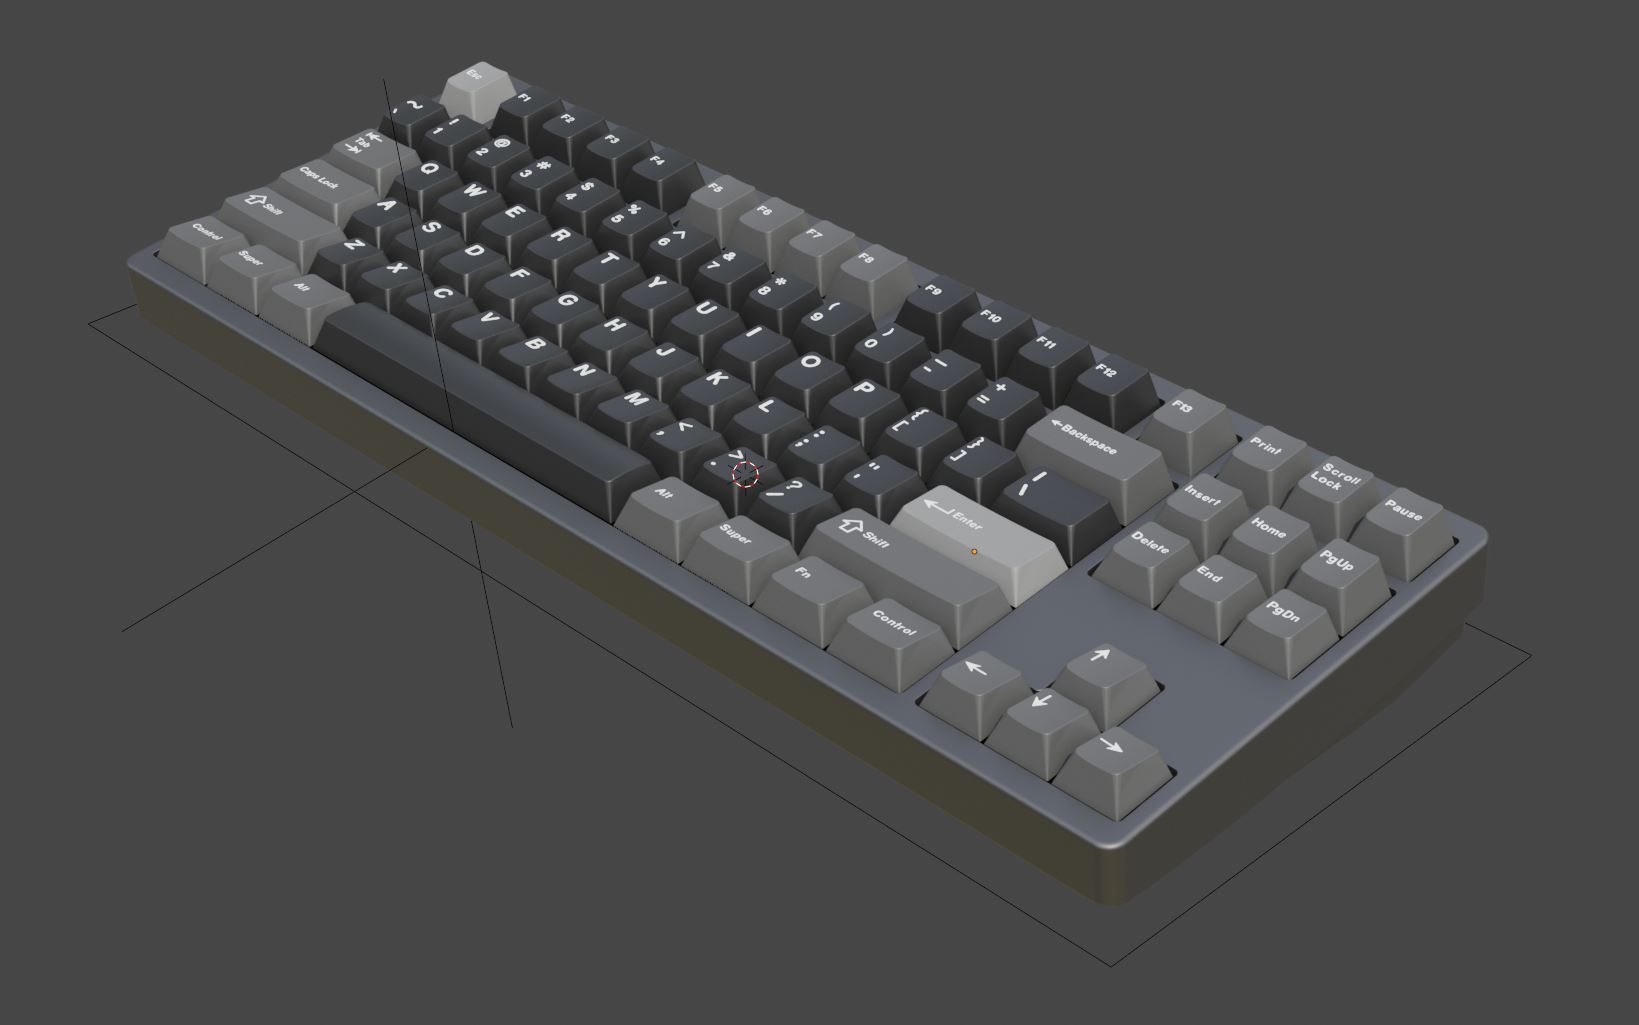 Esc F1 F2 F3 F4 F5 F6 F7 F8 F9 F10 F11 F12 F13 Print Scroll Lock Pause
~ ! 1 @ 2 # 3 $ 4 % 5 ^ 6 & 7 * 8 ( 9 ) 0 _ - + = ← Backspace Insert Home PgUp
Tab Q W E R T Y U I O P { [ } ] | \ Delete End PgDn
Caps Lock A S D F G H J K L : ; " ' Enter
Shift Z X C V B N M < , > . ? / Shift ↑
Control Super Alt Alt Super Fn Control ← ↓ →